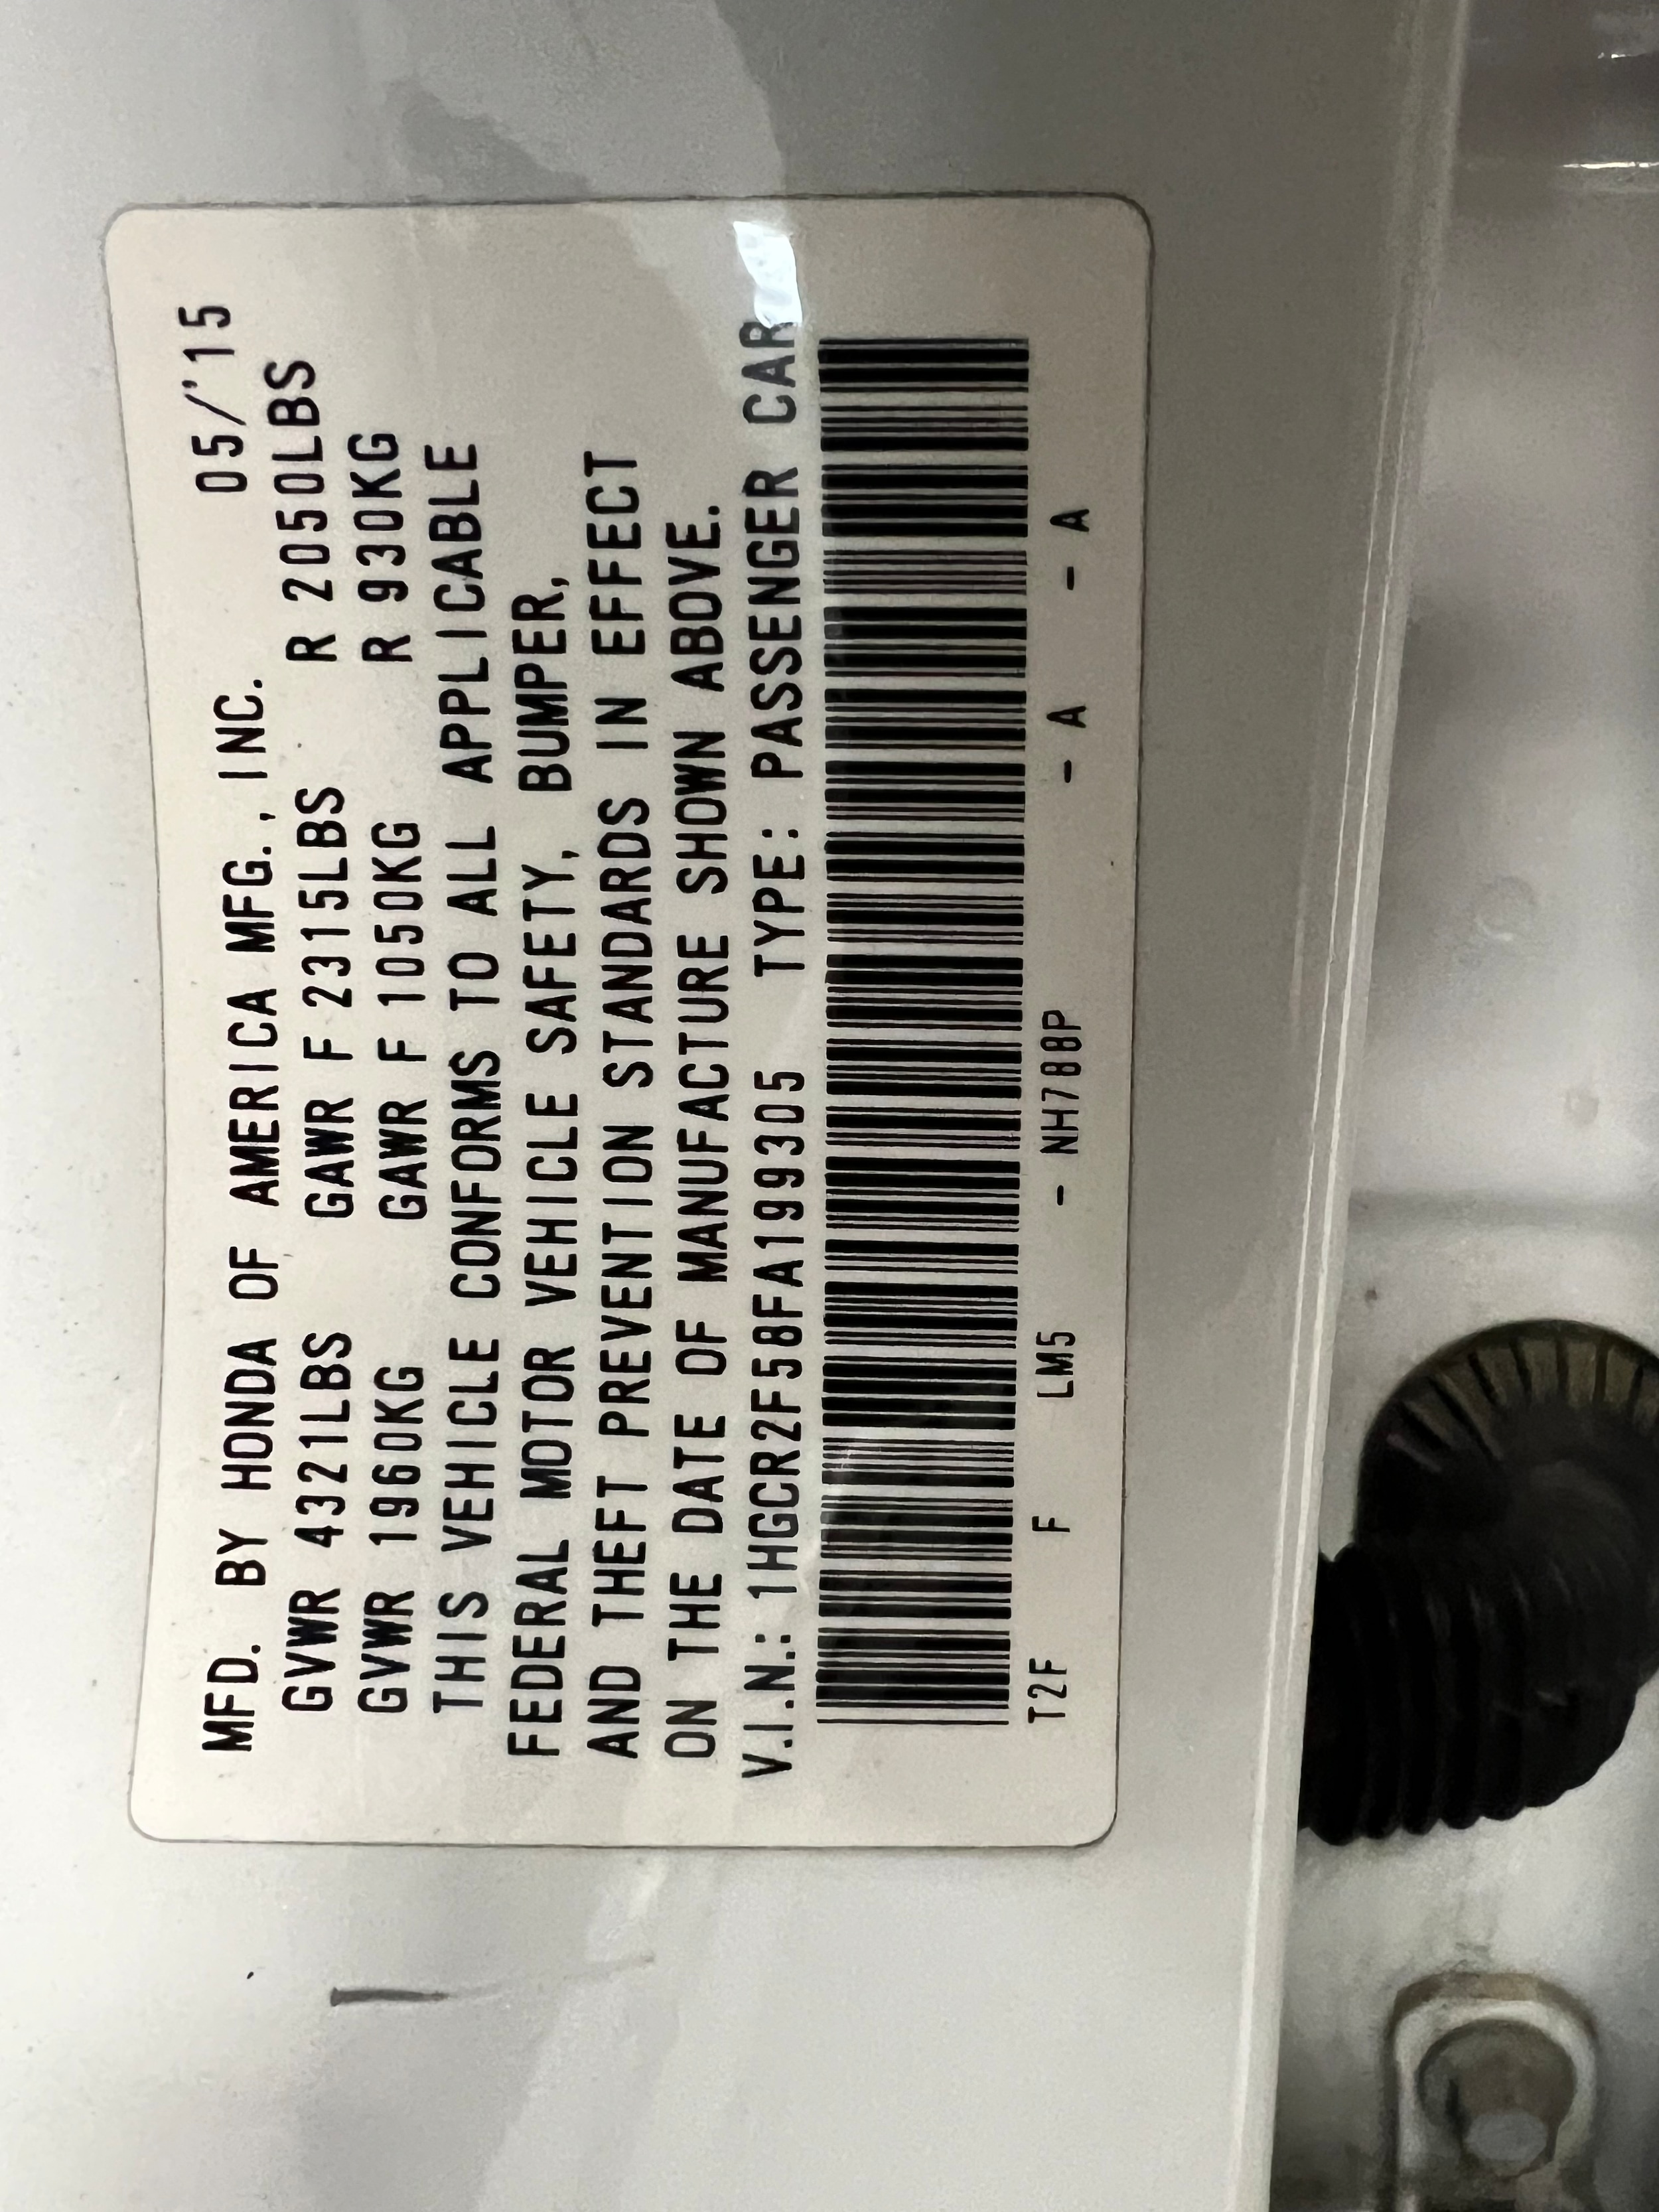 MFD. BY HONDA OF AMERICA MFG., INC. 05/'15
GVWR 4321LBS GAWR F 2315LBS R 2050LBS
GVWR 1960KG GAWR F 1050KG R 930KG
THIS VEHICLE CONFORMS TO ALL APPLICABLE
FEDERAL MOTOR VEHICLE SAFETY, BUMPER,
AND THEFT PREVENTION STANDARDS IN EFFECT
ON THE DATE OF MANUFACTURE SHOWN ABOVE.
V.I.N.: 1HGCR2F58FA199305 TYPE: PASSENGER CAR
T2F F LM5 - NH788P - A - A